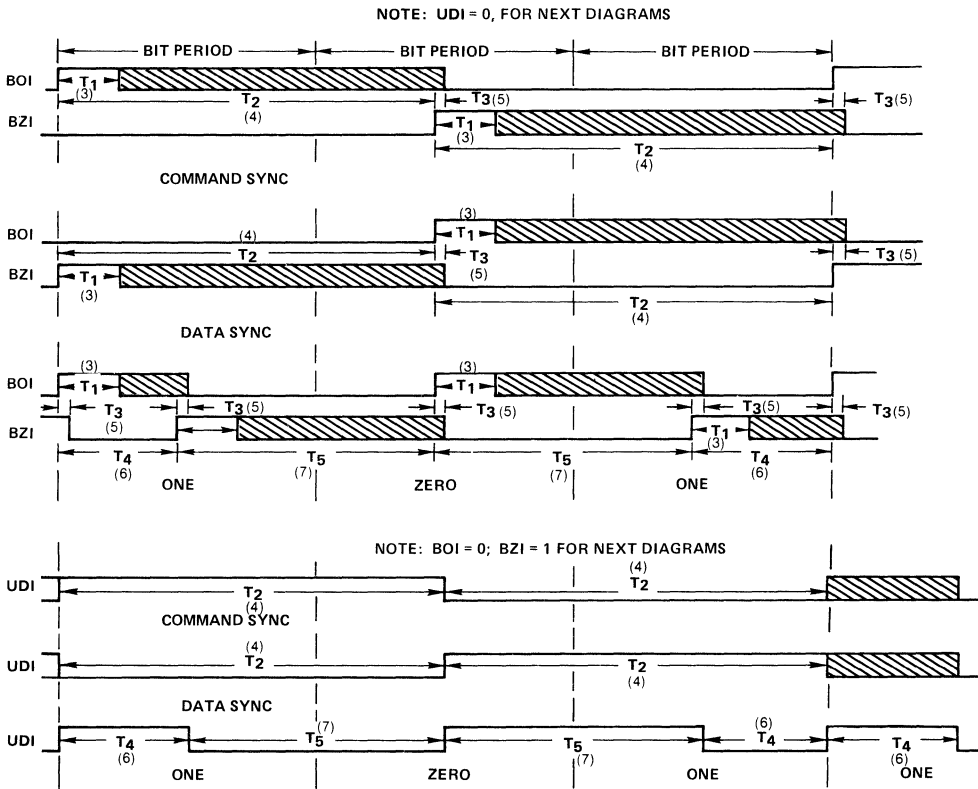 NOTE: UDI = 0, FOR NEXT DIAGRAMS
BIT PERIOD BIT PERIOD BIT PERIOD
BOI T1 (3) T2 (4) T3 (5) T3 (5)
BZI T1 (3) T2 (4)
COMMAND SYNC
BOI (4) T2 (3) T1 T3 (5) T3 (5)
BZI T1 (3) T2 (4)
DATA SYNC
BOI (3) T1 (3) T1
T3 (5) T3 (5) T3 (5) T3 (5) T3 (5)
BZI T1 (3)
T4 (6) T5 (7) T5 (7) T4 (6)
ONE ZERO ONE
NOTE: BOI = 0; BZI = 1 FOR NEXT DIAGRAMS
UDI T2 (4) (4) T2
COMMAND SYNC
UDI (4) T2 T2 (4)
DATA SYNC
UDI T4 (6) T5 (7) T5 (7) (6) T4 T4 (6)
ONE ZERO ONE ONE